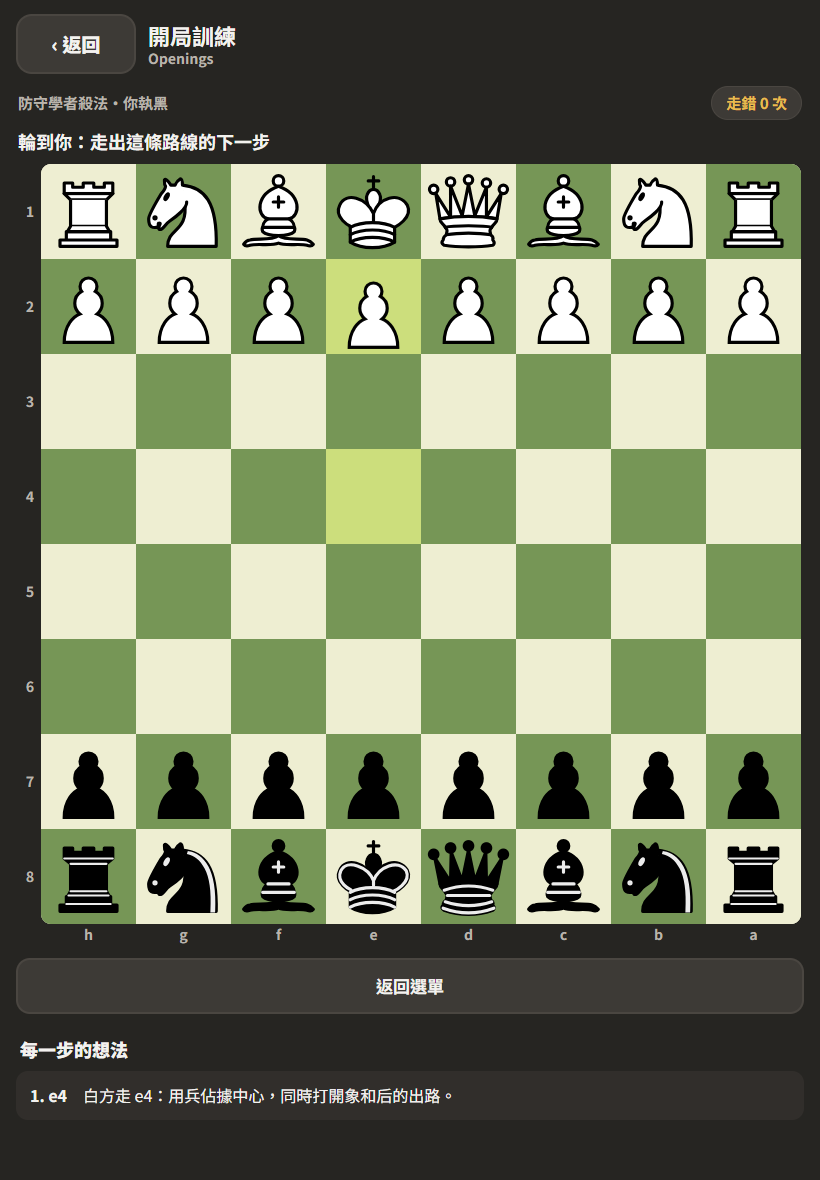 ‹ 返回
開局訓練
Openings
防守學者殺法・你執黑
走錯 0 次
輪到你：走出這條路線的下一步
1
2
3
4
5
6
7
8
h g f e d c b a
返回選單
每一步的想法
1. e4 白方走 e4：用兵佔據中心，同時打開象和后的出路。